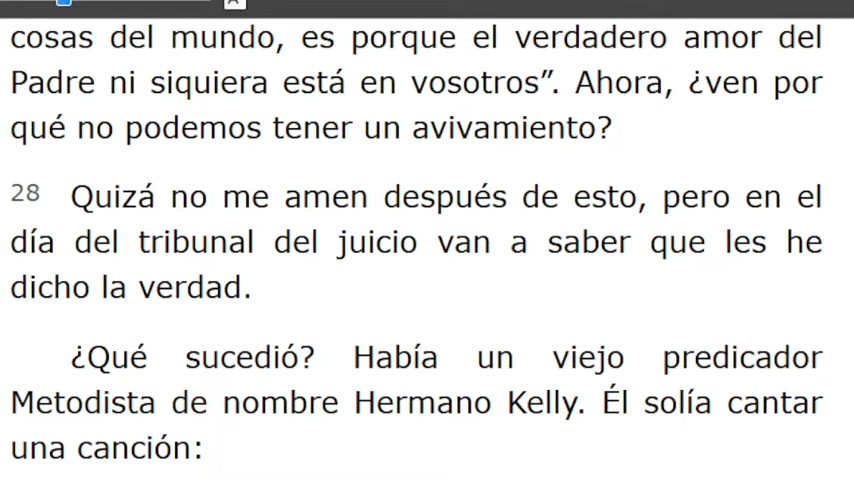 cosas del mundo, es porque el verdadero amor del
Padre ni siquiera está en vosotros”. Ahora, ¿ven por
qué no podemos tener un avivamiento?
28 Quizá no me amen después de esto, pero en el
día del tribunal del juicio van a saber que les he
dicho la verdad.
¿Qué sucedió? Había un viejo predicador
Metodista de nombre Hermano Kelly. Él solía cantar
una canción: